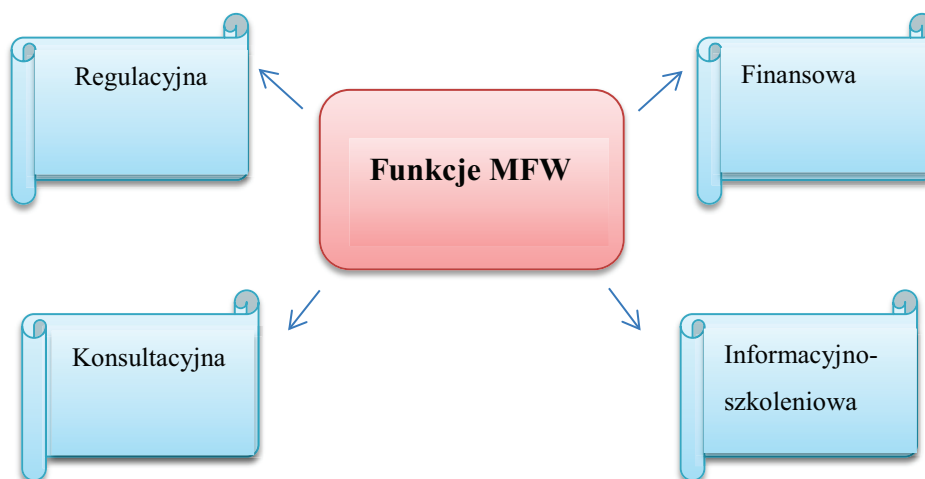 Regulacyjna
Finansowa
Funkcje MFW
Konsultacyjna
Informacyjno-
szkoleniowa